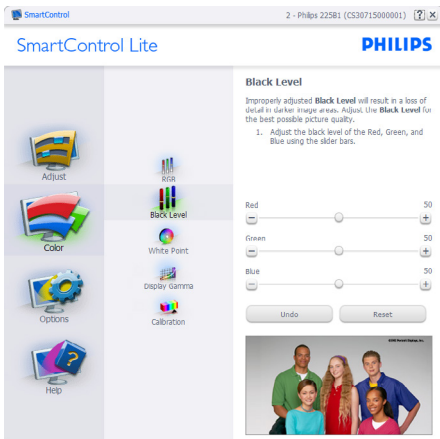 SmartControl
2 - Philips 225B1 (CS30715000001)
SmartControl Lite
PHILIPS
Adjust
Color
Options
Help
RGB
Black Level
White Point
Display Gamma
Calibration
Black Level
Improperly adjusted Black Level will result in a loss of
detail in darker image areas. Adjust the Black Level for
the best possible picture quality.
1. Adjust the black level of the Red, Green, and
Blue using the sider bars.
Red 50
Green 50
Blue 50
Undo Reset